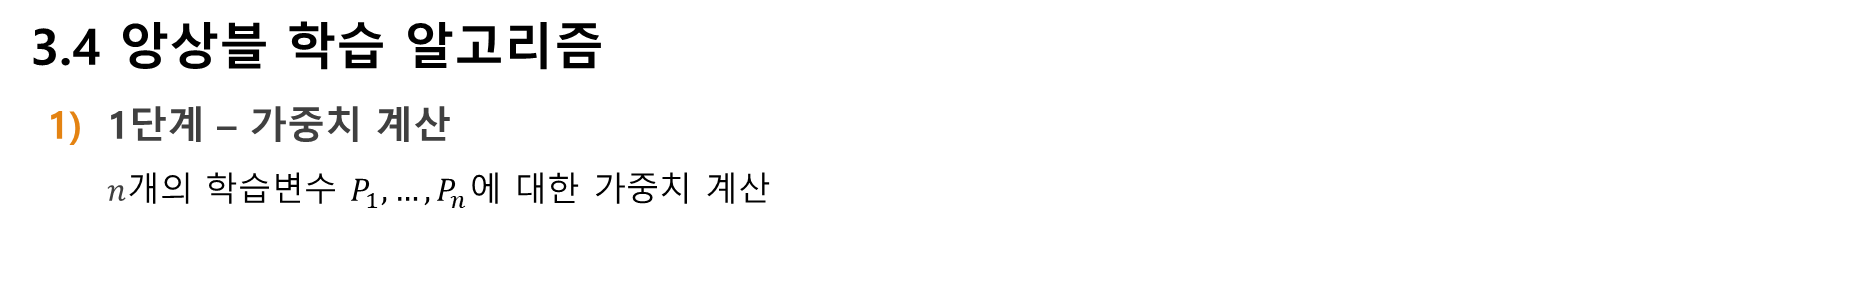 3.4 앙상블 학습 알고리즘
1) 1단계 – 가중치 계산
n개의 학습변수 P₁, … , Pₙ에 대한 가중치 계산